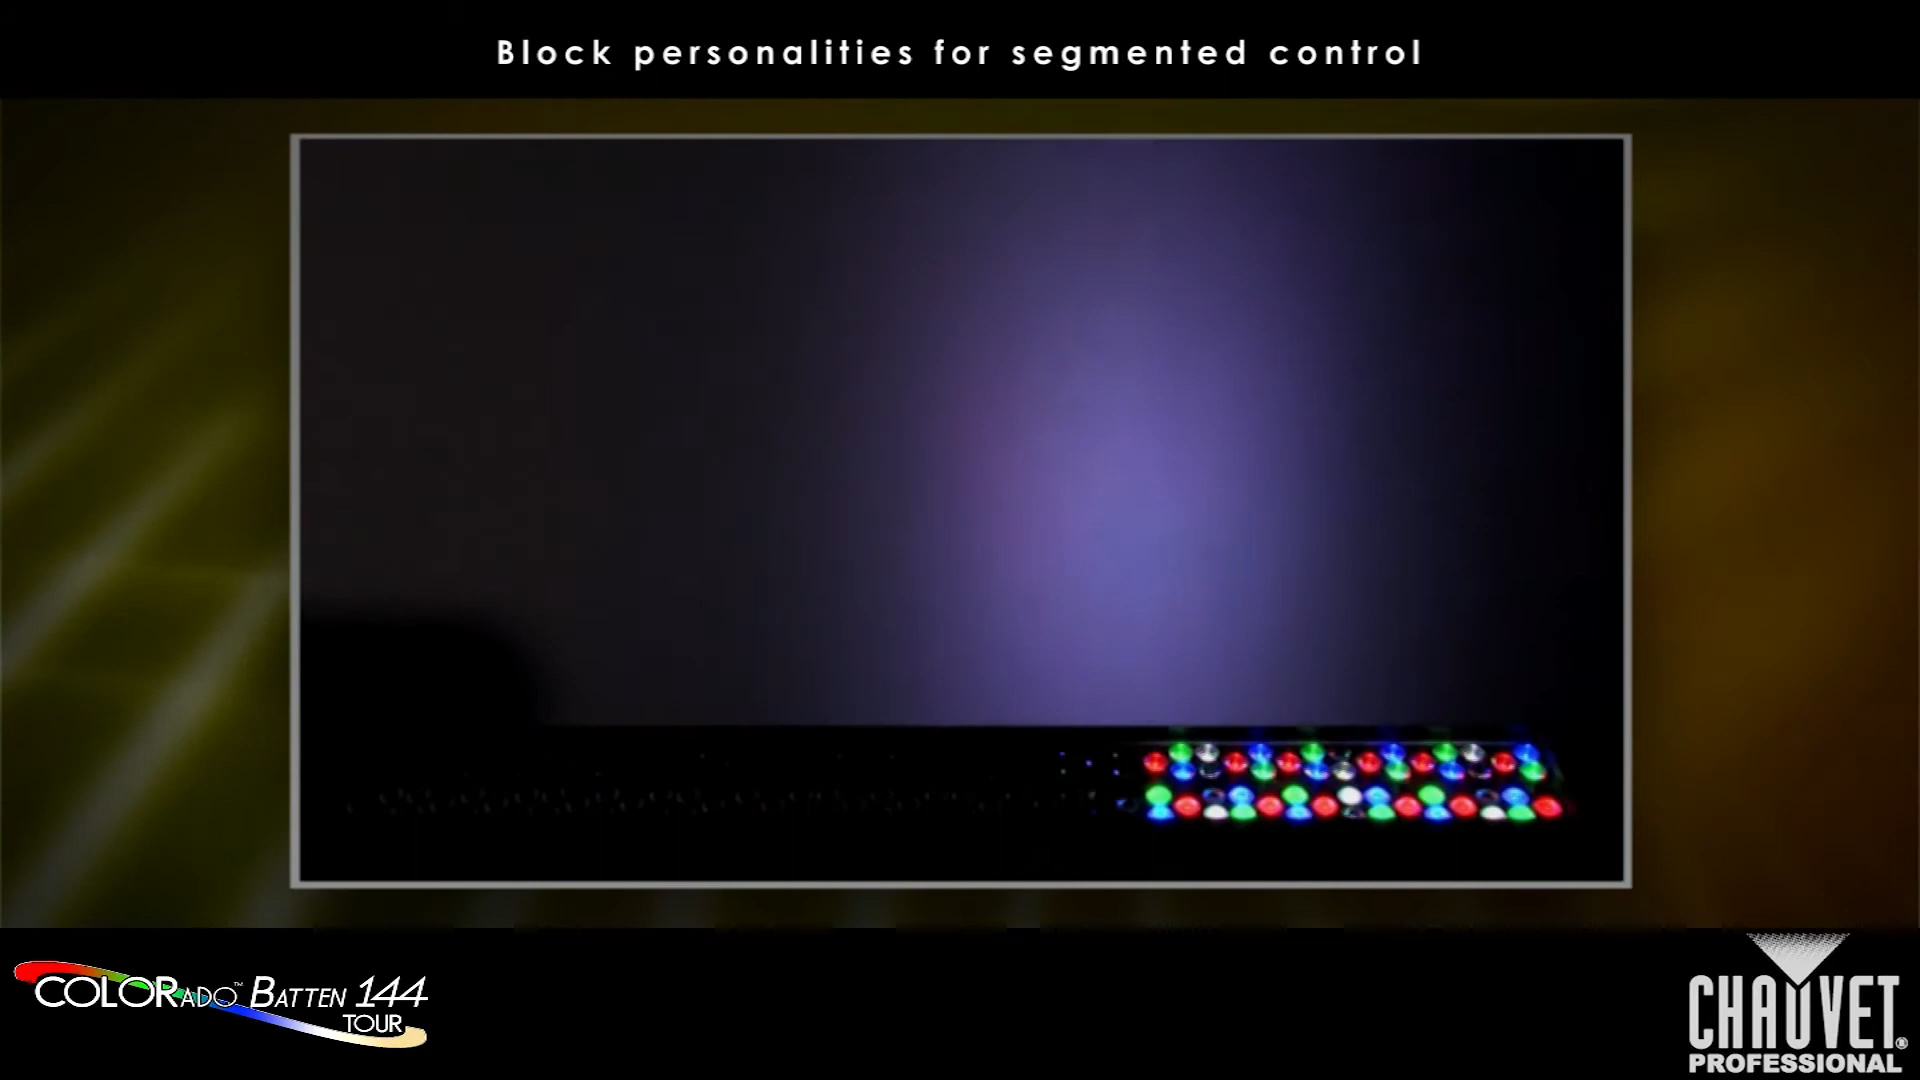 Block personalities for segmented control
COLORADO™ BATTEN 144
TOUR
CHAUVET®
PROFESSIONAL